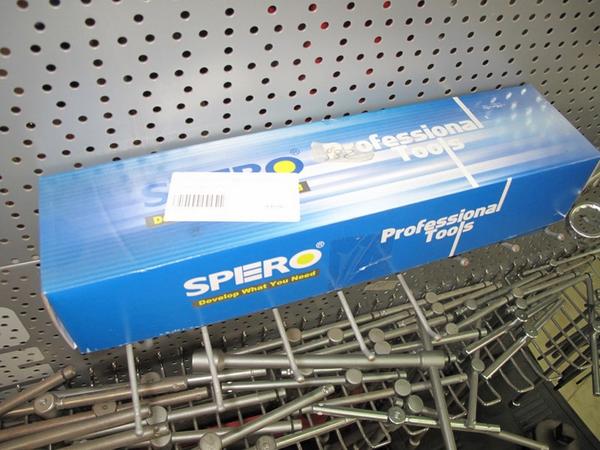 Professional
Tools
SPERO®
Develop What You Need
Professional
Tools